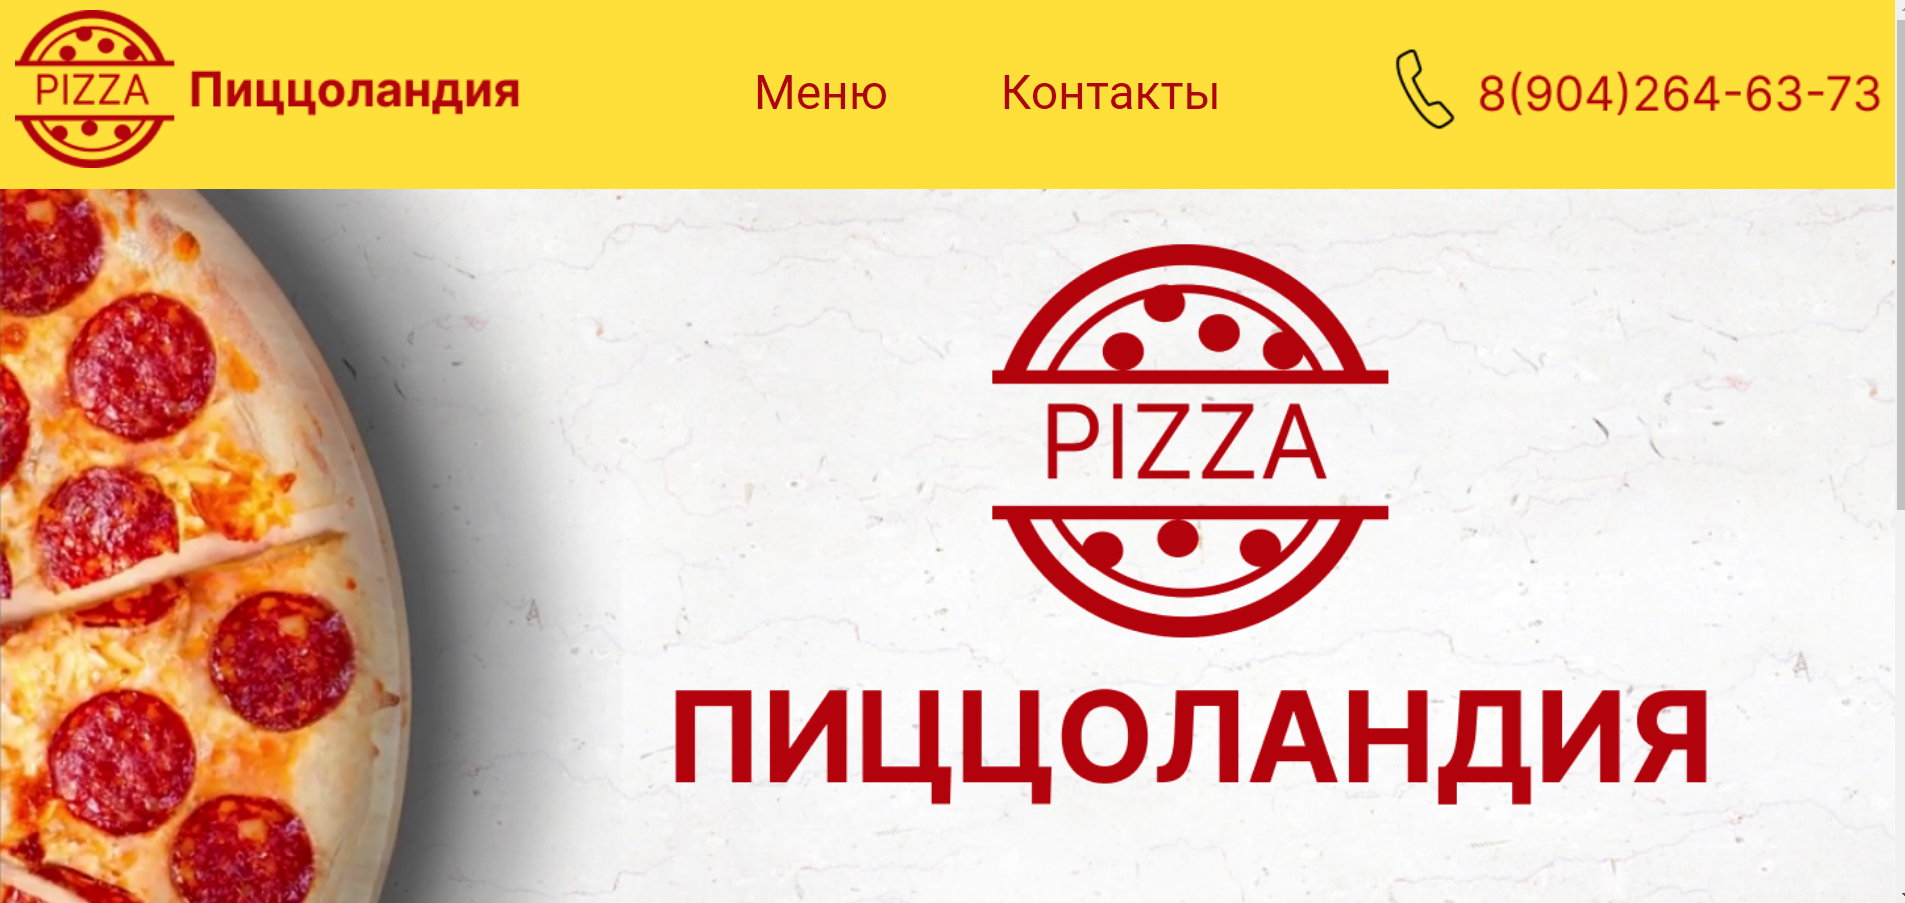 PIZZA
Пиццоландия
Меню
Контакты
8(904)264-63-73
PIZZA
ПИЦЦОЛАНДИЯ